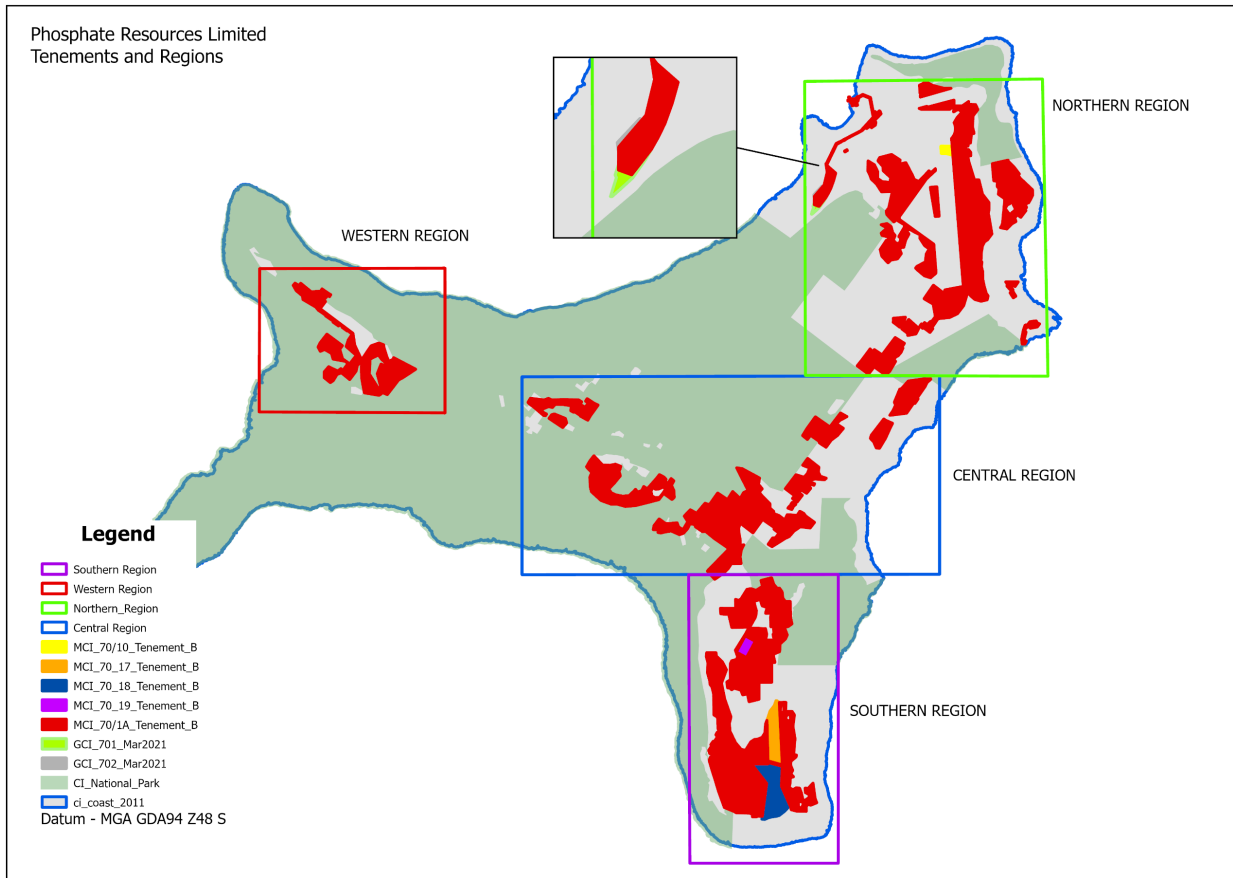 Phosphate Resources Limited
Tenements and Regions
NORTHERN REGION
WESTERN REGION
CENTRAL REGION
SOUTHERN REGION
Legend
Southern Region
Western Region
Northern_Region
Central Region
MCI_70/10_Tenement_B
MCI_70_17_Tenement_B
MCI_70_18_Tenement_B
MCI_70_19_Tenement_B
MCI_70/1A_Tenement_B
GCI_701_Mar2021
GCI_702_Mar2021
CI_National_Park
ci_coast_2011
Datum - MGA GDA94 Z48 S